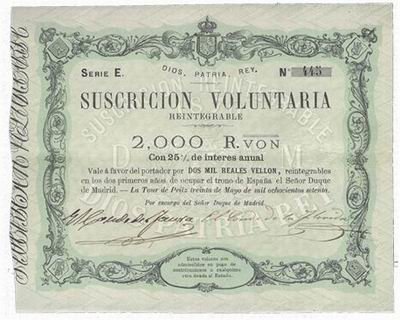 SERIE E.
DIOS, PATRIA, REY.
Nº 445
SUSCRICION VOLUNTARIA
REINTEGRABLE
2,000 R. VON
Con 25 % de interes anual
Vale á favor del portador por DOS MIL REALES VELLON, reintegrables
en los dos primeros años, de ocupar el trono de España el Señor Duque
de Madrid. — La Tour de Peilz treinta de Mayo de mil ochocientos setenta.
Por encargo del Señor Duque de Madrid.
Estos valores son
admisibles en pago de
contribuciones ó cualquiera
otra deuda al Estado.